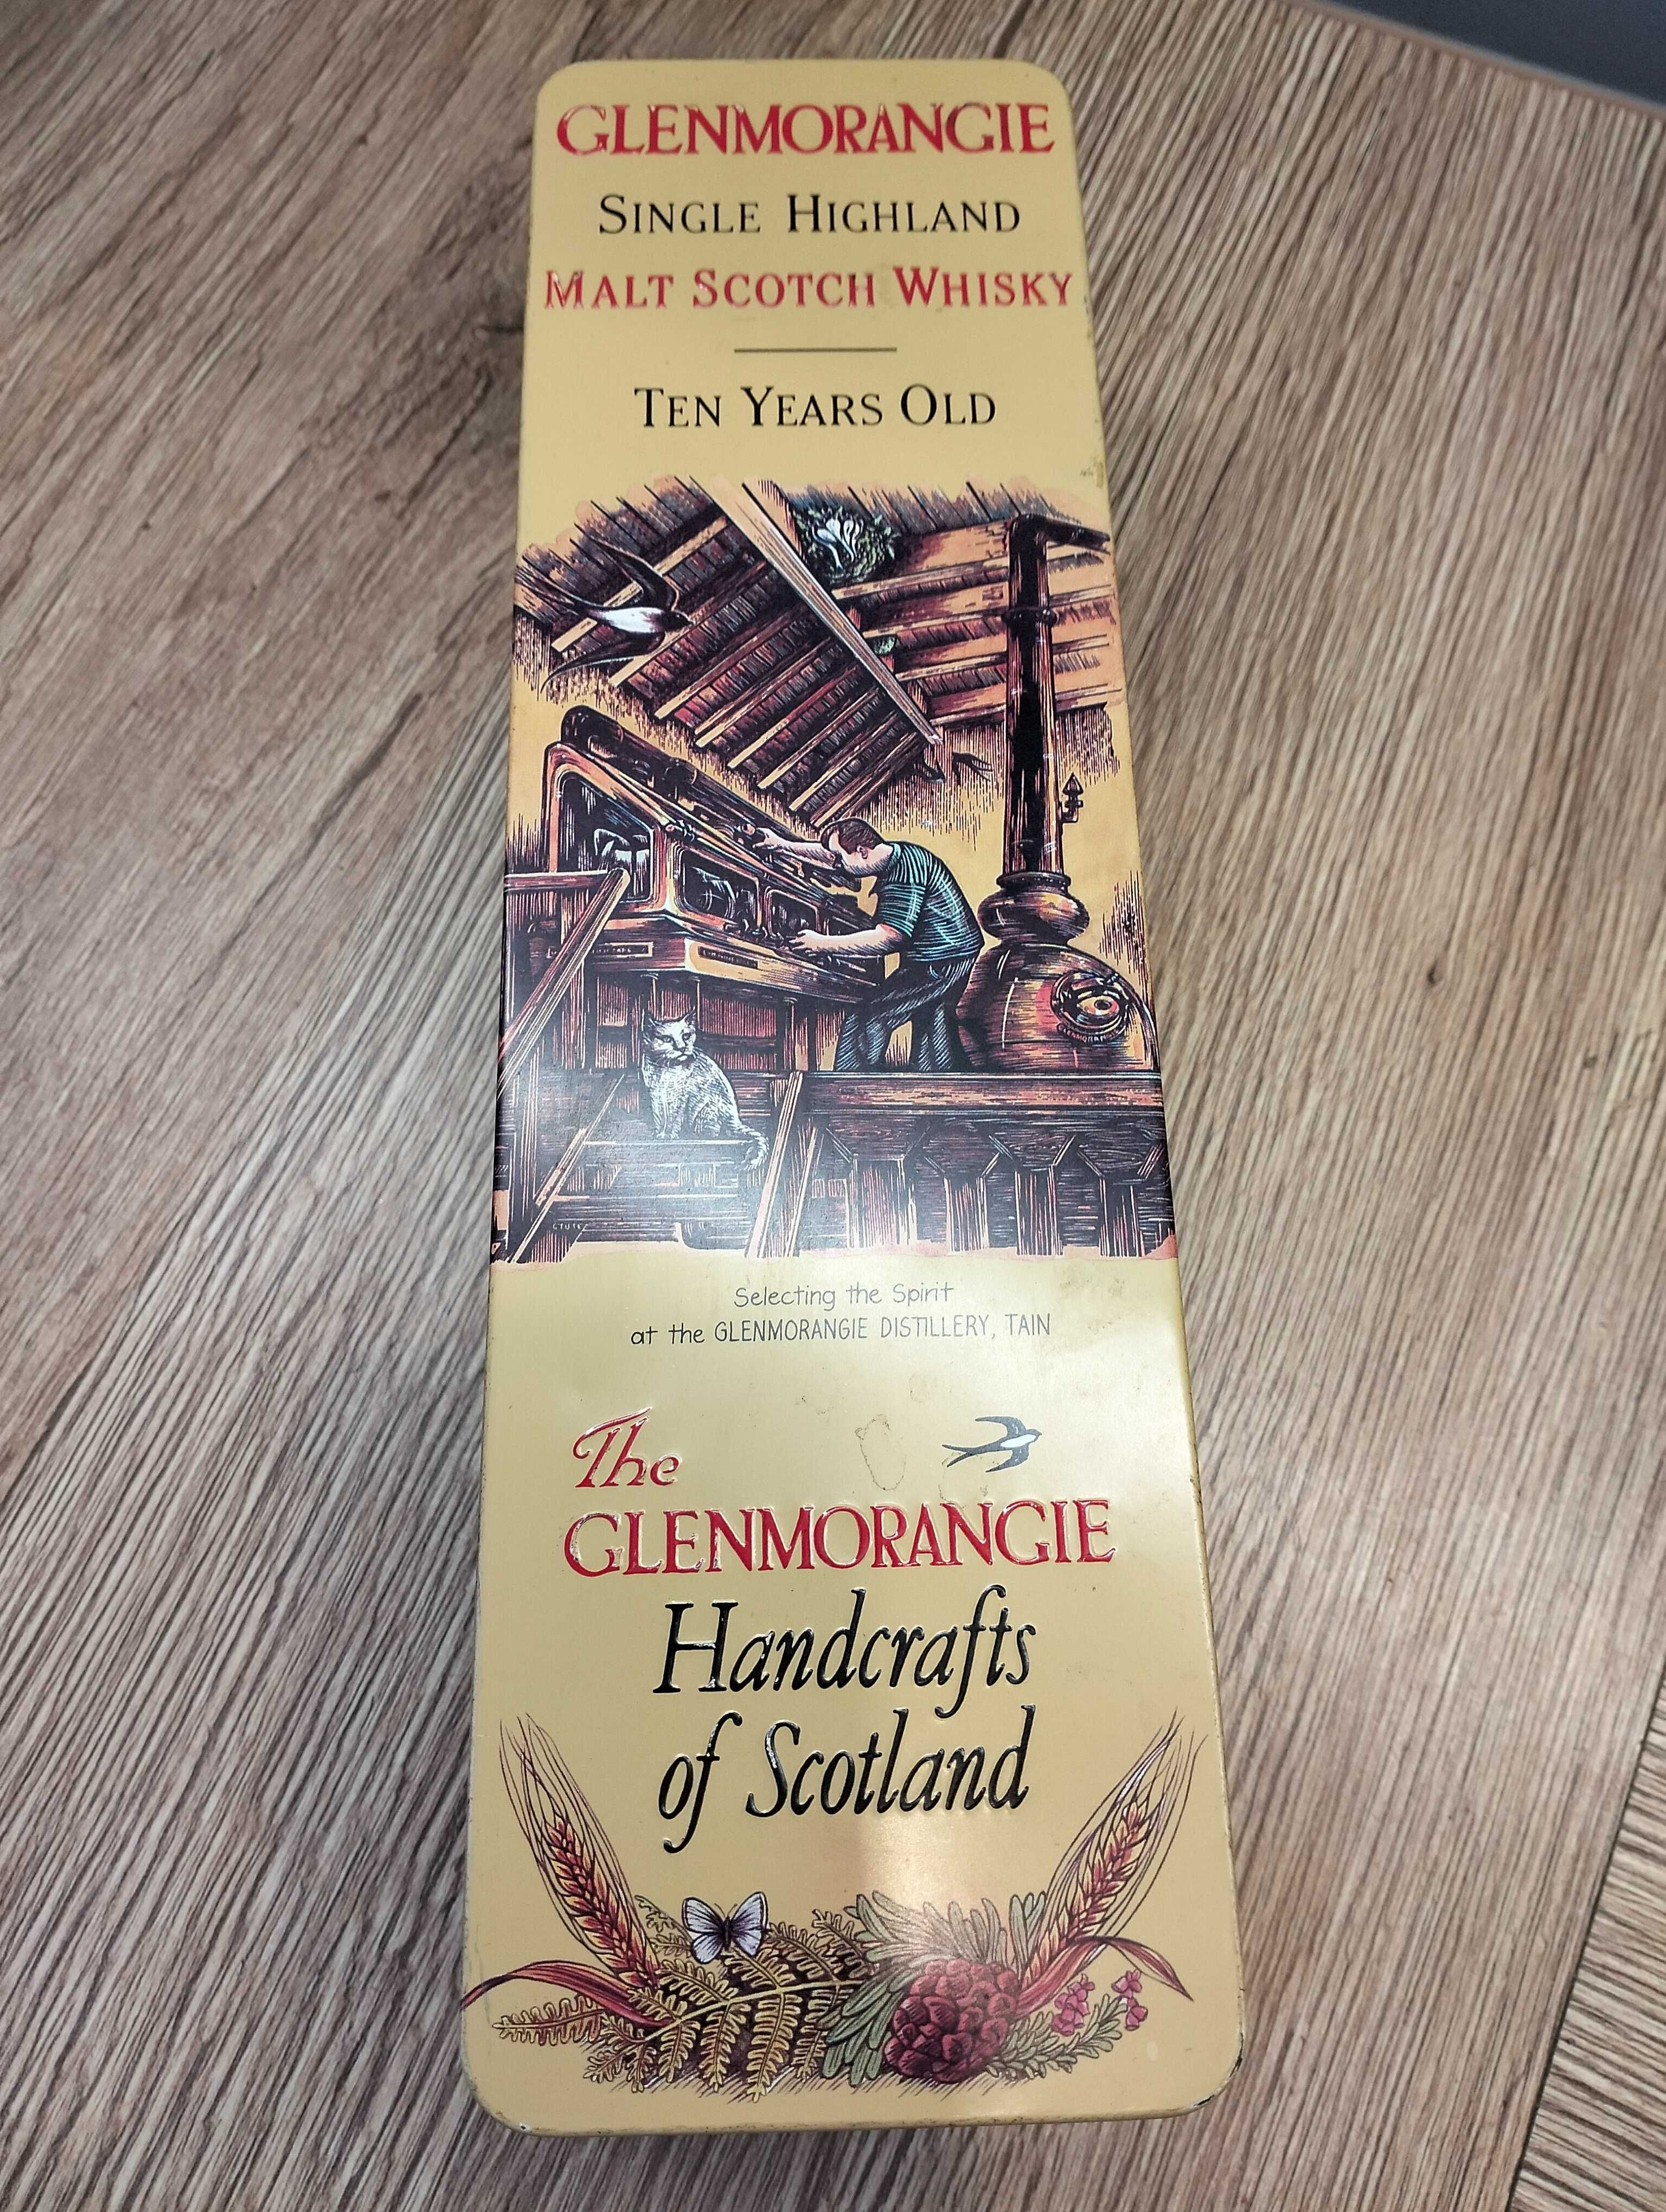 GLENMORANGIE
SINGLE HIGHLAND
MALT SCOTCH WHISKY
TEN YEARS OLD
Selecting the Spirit
at the GLENMORANGIE DISTILLERY, TAIN
The
GLENMORANGIE
Handcrafts
of Scotland